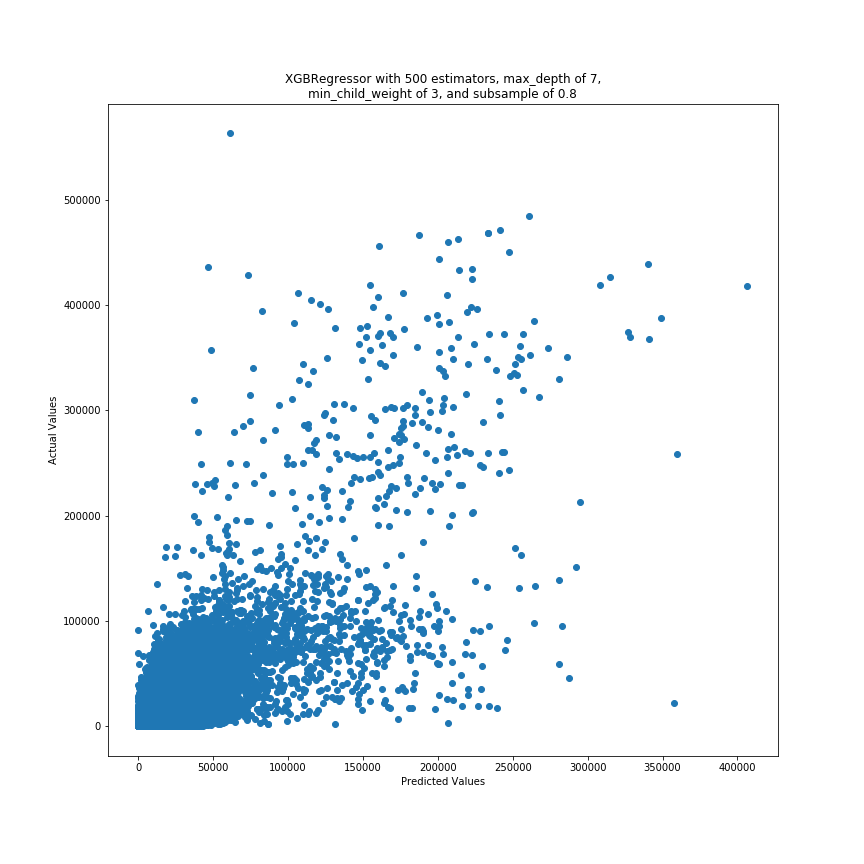 XGBRegressor with 500 estimators, max_depth of 7,
min_child_weight of 3, and subsample of 0.8
500000
400000
300000
200000
100000
0
Actual Values
0 50000 100000 150000 200000 250000 300000 350000 400000
Predicted Values